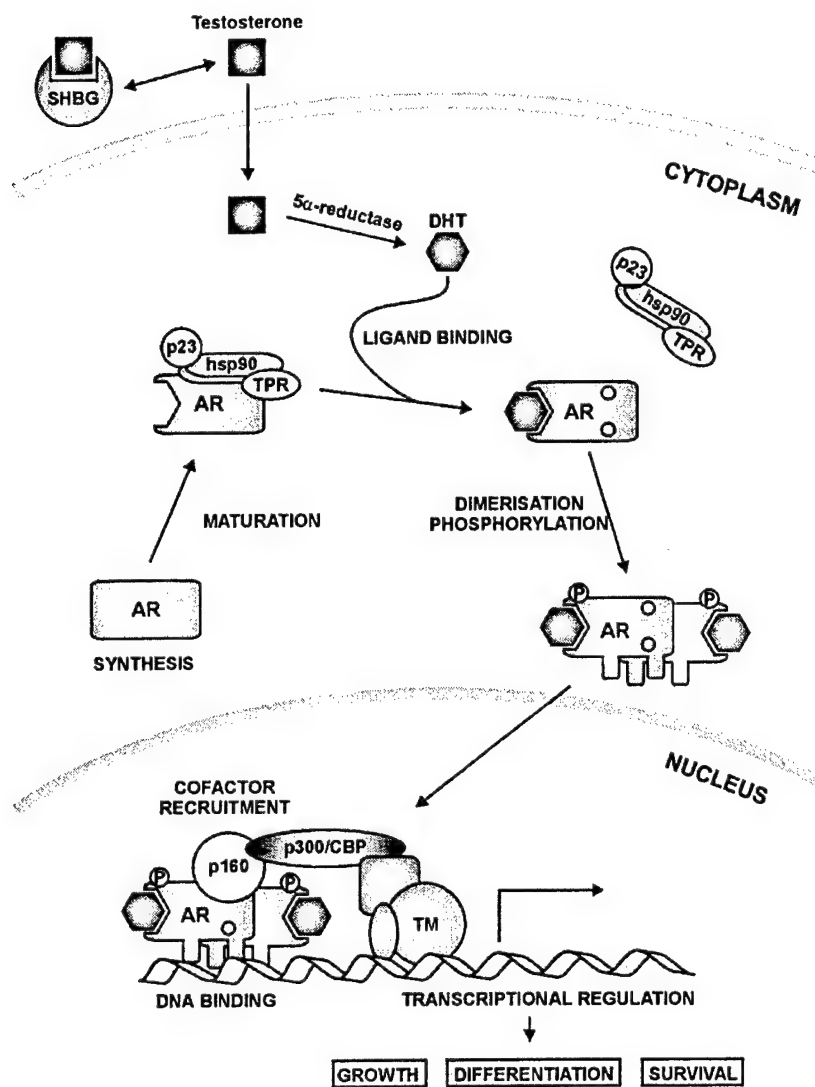 Testosterone
SHBG
CYTOPLASM
5α-reductase
DHT
p23
hsp90
TPR
LIGAND BINDING
p23
hsp90
TPR
AR
AR
MATURATION
DIMERISATION
PHOSPHORYLATION
AR
SYNTHESIS
P
P
AR
NUCLEUS
COFACTOR
RECRUITMENT
p160
p300/CBP
P
P
AR
TM
DNA BINDING
TRANSCRIPTIONAL REGULATION
GROWTH
DIFFERENTIATION
SURVIVAL